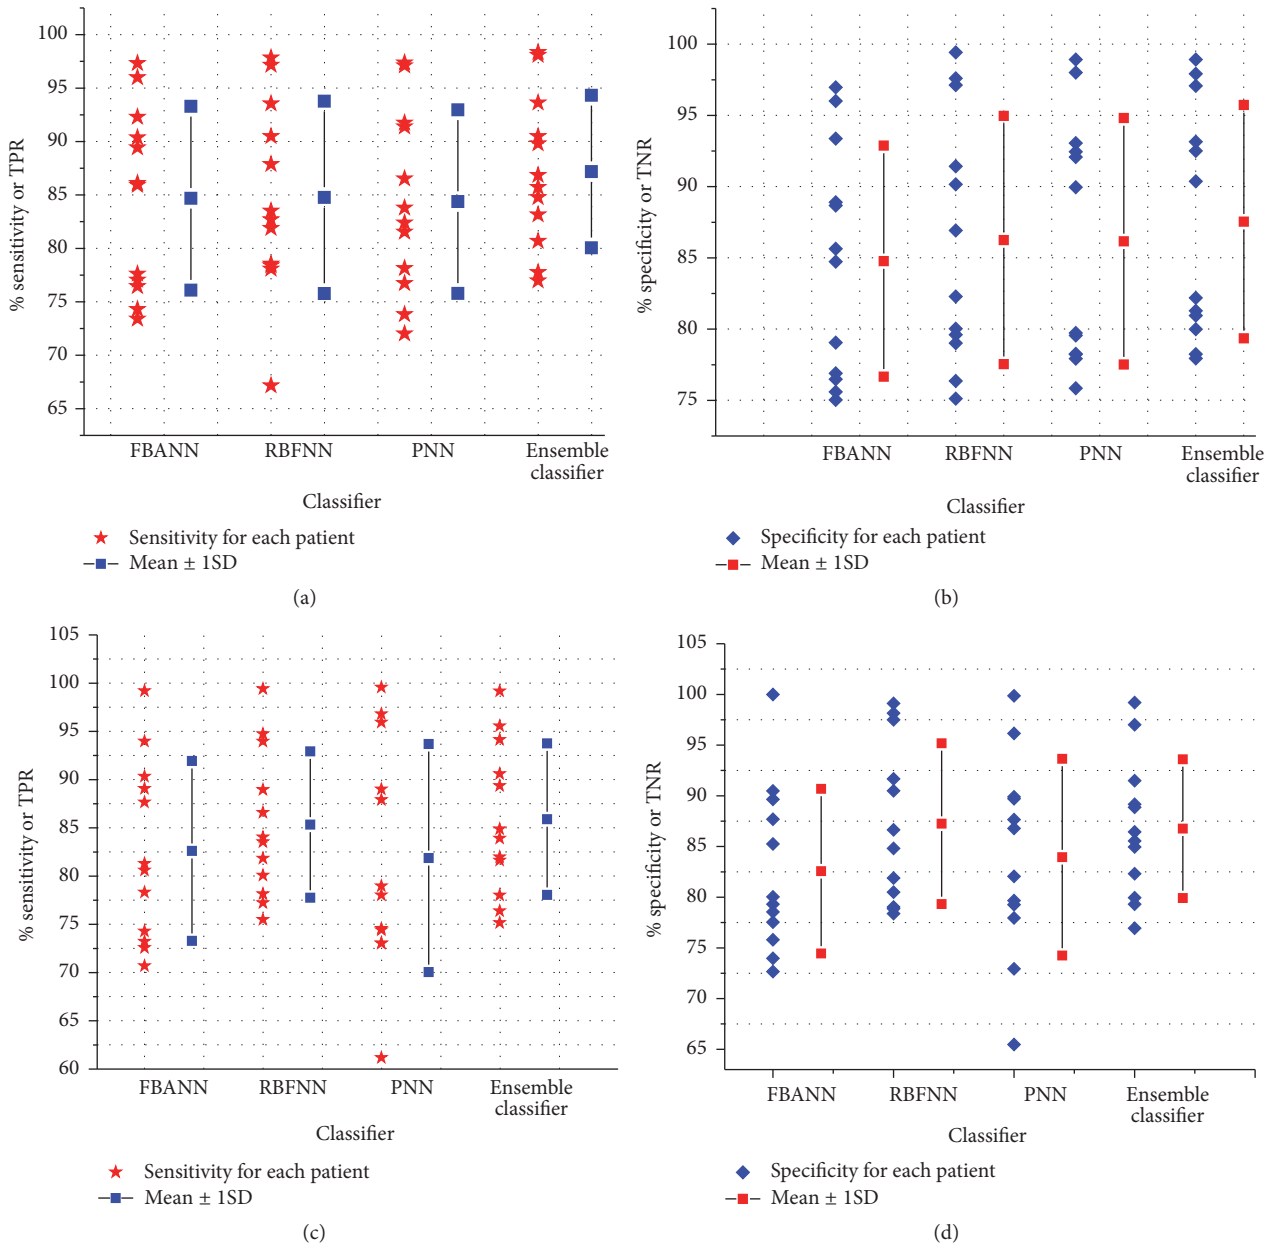 100
95
90
85
80
75
70
65
% sensitivity or TPR
FBANN RBFNN PNN Ensemble
classifier
Classifier
Sensitivity for each patient
Mean ± 1SD
(a)
100
95
90
85
80
75
% specificity or TNR
FBANN RBFNN PNN Ensemble
classifier
Classifier
Specificity for each patient
Mean ± 1SD
(b)
105
100
95
90
85
80
75
70
65
60
% sensitivity or TPR
FBANN RBFNN PNN Ensemble
classifier
Classifier
Sensitivity for each patient
Mean ± 1SD
(c)
105
100
95
90
85
80
75
70
65
% specificity or TNR
FBANN RBFNN PNN Ensemble
classifier
Classifier
Specificity for each patient
Mean ± 1SD
(d)